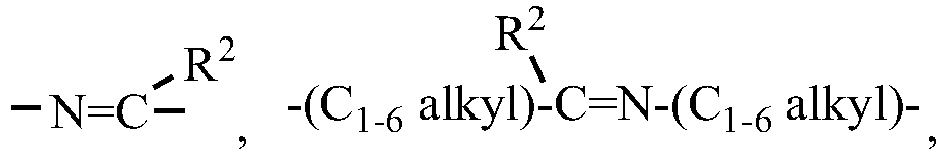 –N=C(R²)–, -(C₁₋₆ alkyl)-C(R²)=N-(C₁₋₆ alkyl)-,